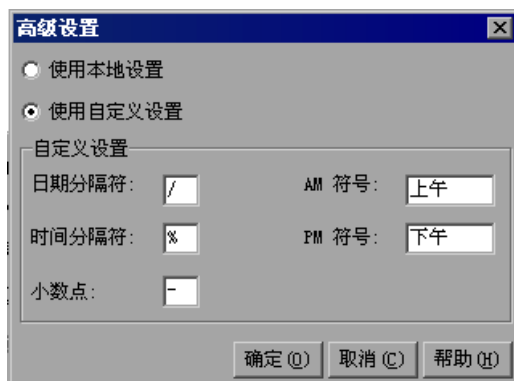 高级设置
使用本地设置
使用自定义设置
自定义设置
日期分隔符: / AM 符号: 上午
时间分隔符: % PM 符号: 下午
小数点: -
确定(O) 取消(C) 帮助(H)